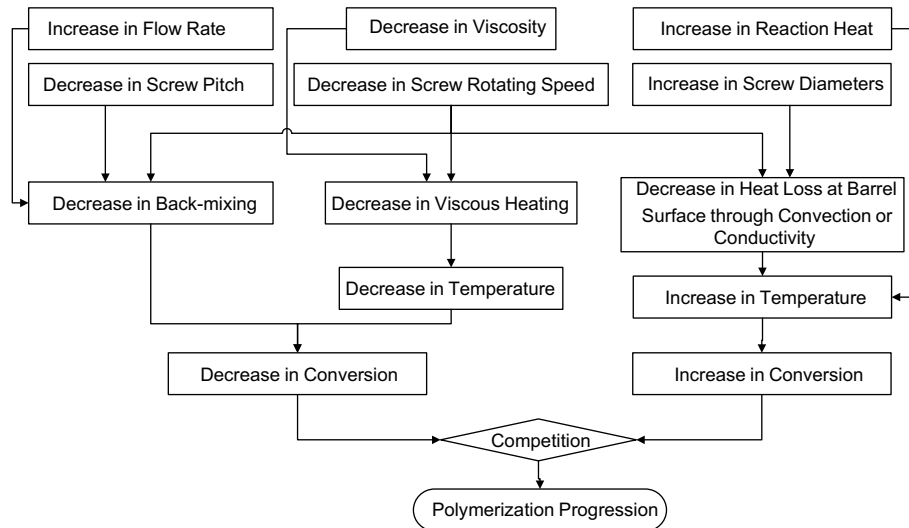 Increase in Flow Rate
Decrease in Viscosity
Increase in Reaction Heat
Decrease in Screw Pitch
Decrease in Screw Rotating Speed
Increase in Screw Diameters
Decrease in Back-mixing
Decrease in Viscous Heating
Decrease in Heat Loss at Barrel
Surface through Convection or
Conductivity
Decrease in Temperature
Increase in Temperature
Decrease in Conversion
Increase in Conversion
Competition
Polymerization Progression